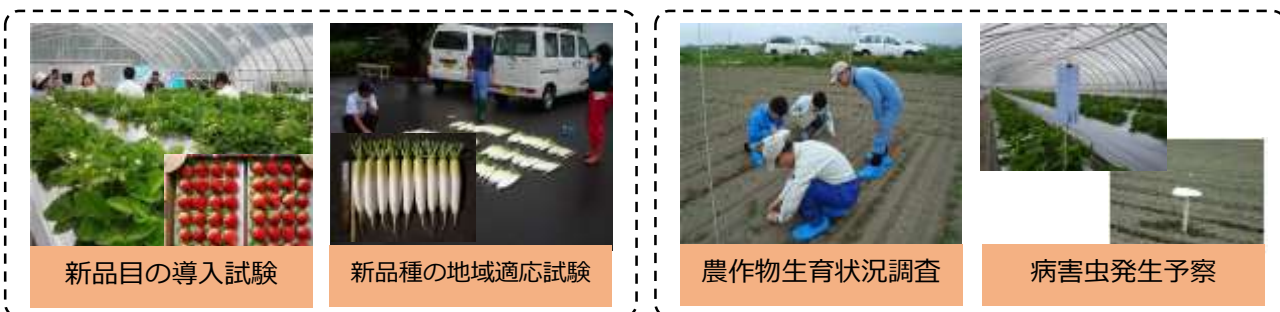 新品目の導入試験
新品種の地域適応試験
農作物生育状況調査
病害虫発生予察